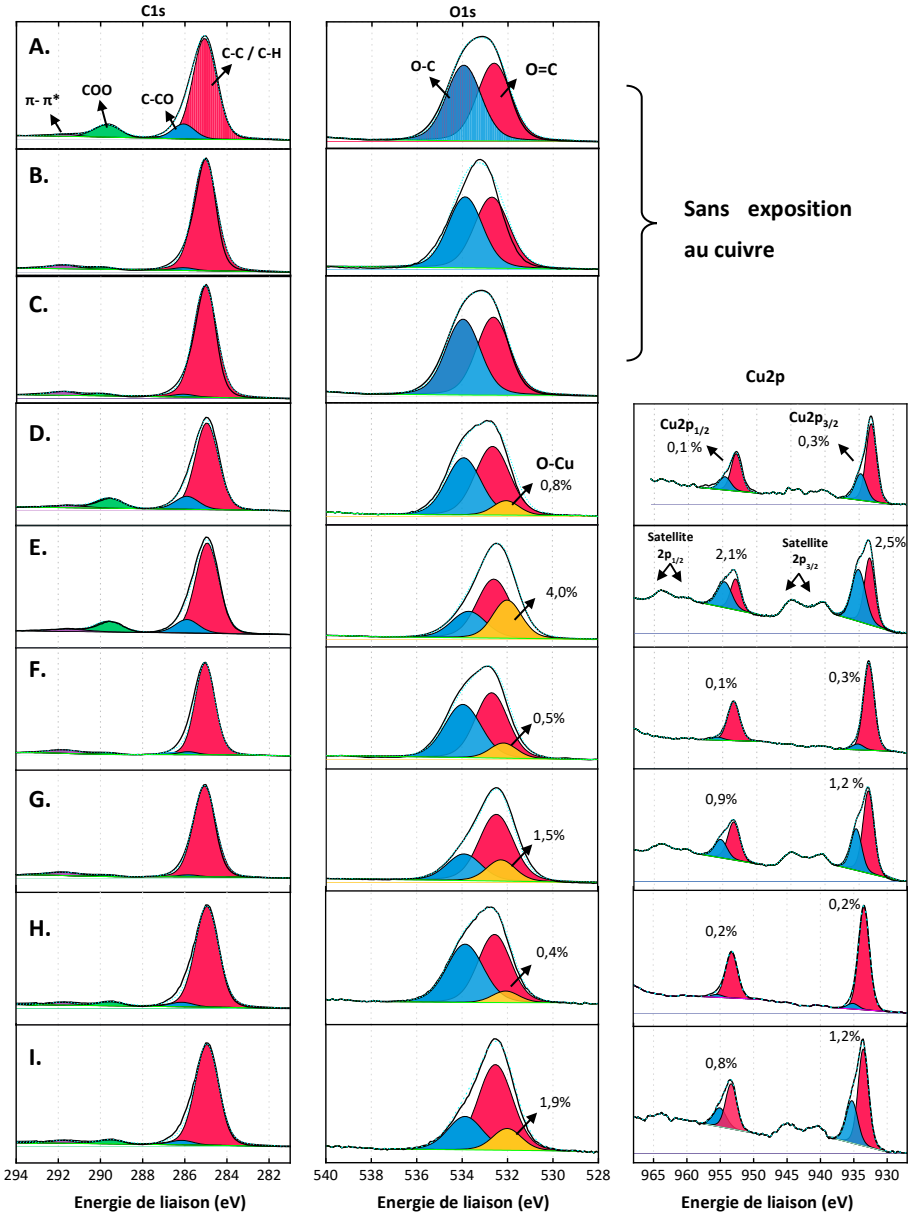 C1s
O1s
A.
C-C / C-H
COO
C-CO
π- π*
O-C
O=C
B.
Sans exposition
au cuivre
C.
Cu2p
D.
O-Cu
0,8%
Cu2p1/2
0,1 %
Cu2p3/2
0,3%
E.
4,0%
Satellite
2p1/2
2,1%
Satellite
2p3/2
2,5%
F.
0,5%
0,1%
0,3%
G.
1,5%
0,9%
1,2 %
H.
0,4%
0,2%
0,2%
I.
1,9%
0,8%
1,2%
294 292 290 288 286 284 282
540 538 536 534 532 530 528
965 960 955 950 945 940 935 930
Energie de liaison (eV)
Energie de liaison (eV)
Energie de liaison (eV)